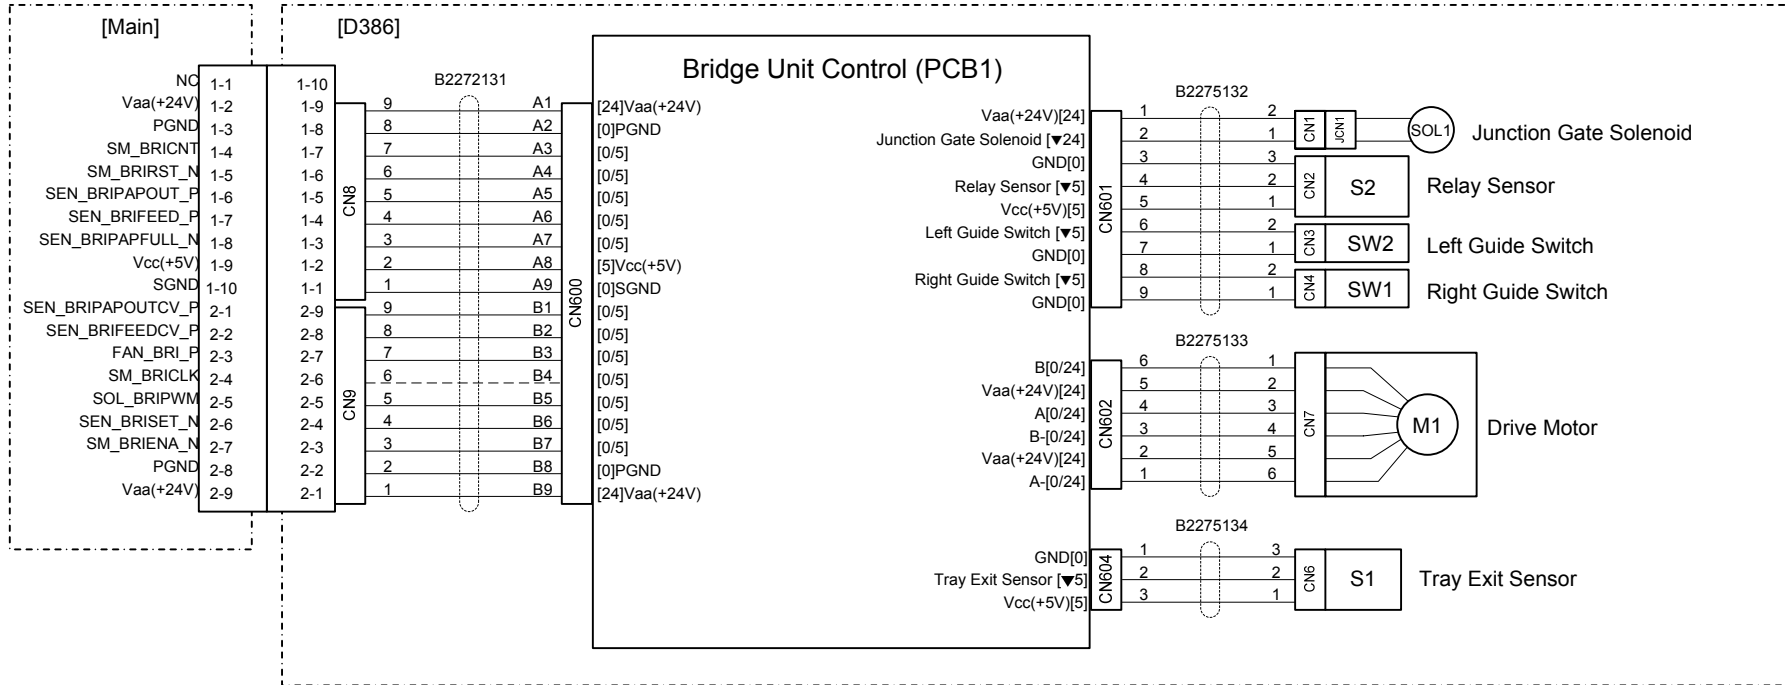 [Main]
[D386]
Bridge Unit Control (PCB1)
B2272131
NC 1-1 1-10
Vaa(+24V) 1-2 1-9 9 A1 [24]Vaa(+24V)
PGND 1-3 1-8 8 A2 [0]PGND
SM_BRICNT 1-4 1-7 7 A3 [0/5]
SM_BRIRST_N 1-5 1-6 6 A4 [0/5]
SEN_BRIPAPOUT_P 1-6 1-5 5 A5 [0/5]
SEN_BRIFEED_P 1-7 1-4 4 A6 [0/5]
SEN_BRIPAPFULL_N 1-8 1-3 3 A7 [0/5]
Vcc(+5V) 1-9 1-2 2 A8 [5]Vcc(+5V)
SGND 1-10 1-1 1 A9 [0]SGND
SEN_BRIPAPOUTCV_P 2-1 2-9 9 B1 [0/5]
SEN_BRIFEEDCV_P 2-2 2-8 8 B2 [0/5]
FAN_BRI_P 2-3 2-7 7 B3 [0/5]
SM_BRICLK 2-4 2-6 6 B4 [0/5]
SOL_BRIPWM 2-5 2-5 5 B5 [0/5]
SEN_BRISET_N 2-6 2-4 4 B6 [0/5]
SM_BRIENA_N 2-7 2-3 3 B7 [0/5]
PGND 2-8 2-2 2 B8 [0]PGND
Vaa(+24V) 2-9 2-1 1 B9 [24]Vaa(+24V)
CN8
CN9
CN600
B2275132
Vaa(+24V)[24] 1 2
Junction Gate Solenoid [▼24] 2 1
GND[0] 3 3
Relay Sensor [▼5] 4 2
Vcc(+5V)[5] 5 1
Left Guide Switch [▼5] 6 2
GND[0] 7 1
Right Guide Switch [▼5] 8 2
GND[0] 9 1
CN601
CN1 JCN1 SOL1 Junction Gate Solenoid
CN2 S2 Relay Sensor
CN3 SW2 Left Guide Switch
CN4 SW1 Right Guide Switch
B2275133
B[0/24] 6 1
Vaa(+24V)[24] 5 2
A[0/24] 4 3
B-[0/24] 3 4
Vaa(+24V)[24] 2 5
A-[0/24] 1 6
CN602
CN7 M1 Drive Motor
B2275134
GND[0] 1 3
Tray Exit Sensor [▼5] 2 2
Vcc(+5V)[5] 3 1
CN604
CN6 S1 Tray Exit Sensor